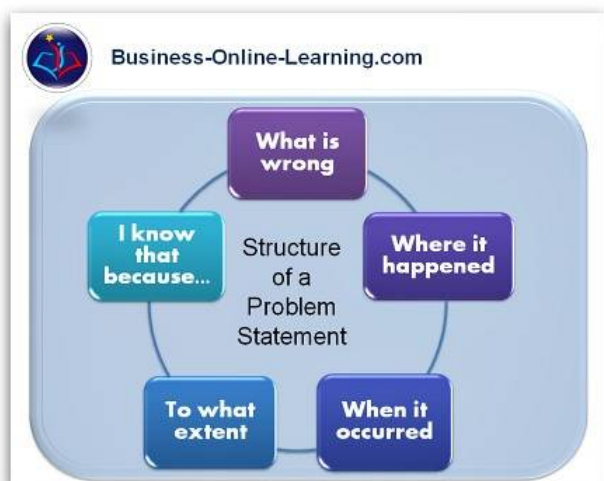 Business-Online-Learning.com
What is
wrong
Where it
happened
When it
occurred
To what
extent
I know
that
because...
Structure
of a
Problem
Statement